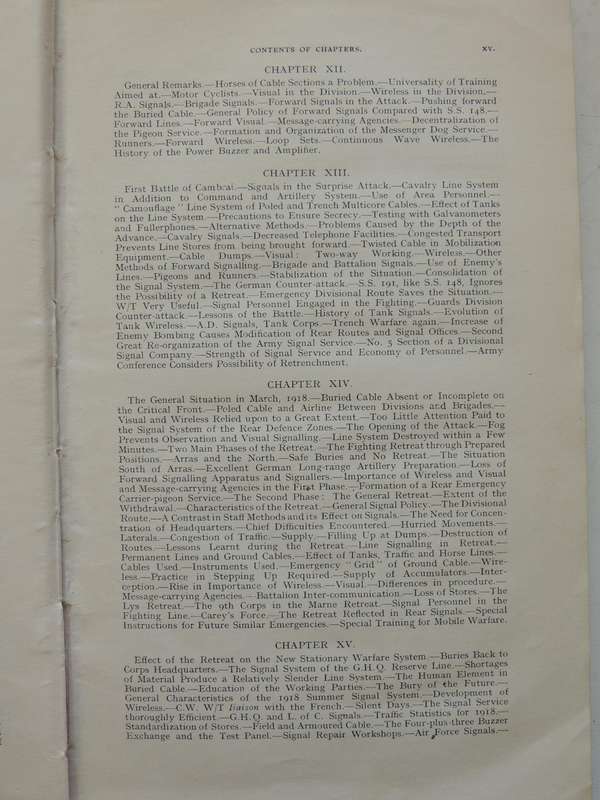 CONTENTS OF CHAPTERS. xv.
CHAPTER XII.
General Remarks.—Horses of Cable Sections a Problem.—Universality of Training
Aimed at.—Motor Cyclists.—Visual in the Division.—Wireless in the Division.—
R.A. Signals.—Brigade Signals.—Forward Signals in the Attack.—Pushing forward
the Buried Cable.—General Policy of Forward Signals Compared with S.S. 148.—
Forward Lines.—Forward Visual.—Message-carrying Agencies.—Decentralization of
the Pigeon Service.—Formation and Organization of the Messenger Dog Service.—
Runners.—Forward Wireless.—Loop Sets.—Continuous Wave Wireless.—The
History of the Power Buzzer and Amplifier.
CHAPTER XIII.
First Battle of Cambrai.—Signals in the Surprise Attack.—Cavalry Line System
in Addition to Command and Artillery System.—Use of Area Personnel.—
" Camouflage " Line System of Poled and Trench Multicore Cables.—Effect of Tanks
on the Line System.—Precautions to Ensure Secrecy.—Testing with Galvanometers
and Fullerphones.—Alternative Methods.—Problems Caused by the Depth of the
Advance.—Cavalry Signals.—Decreased Telephone Facilities.—Congested Transport
Prevents Line Stores from being brought forward.—Twisted Cable in Mobilization
Equipment.—Cable Dumps.—Visual: Two-way Working.—Wireless.—Other
Methods of Forward Signalling.—Brigade and Battalion Signals.—Use of Enemy's
Lines.—Pigeons and Runners.—Stabilization of the Situation.—Consolidation of
the Signal System.—The German Counter-attack.—S.S. 191, like S.S. 148, Ignores
the Possibility of a Retreat.—Emergency Divisional Route Saves the Situation.—
W/T Very Useful.—Signal Personnel Engaged in the Fighting.—Guards Division
Counter-attack.—Lessons of the Battle.—History of Tank Signals.—Evolution of
Tank Wireless.—A.D. Signals, Tank Corps.—Trench Warfare again.—Increase of
Enemy Bombing Causes Modification of Rear Routes and Signal Offices.—Second
Great Re-organization of the Army Signal Service.—No. 5 Section of a Divisional
Signal Company.—Strength of Signal Service and Economy of Personnel.—Army
Conference Considers Possibility of Retrenchment.
CHAPTER XIV.
The General Situation in March, 1918.—Buried Cable Absent or Incomplete on
the Critical Front.—Poled Cable and Airline Between Divisions and Brigades.—
Visual and Wireless Relied upon to a Great Extent.—Too Little Attention Paid to
the Signal System of the Rear Defence Zones.—The Opening of the Attack.—Fog
Prevents Observation and Visual Signalling.—Line System Destroyed within a Few
Minutes.—Two Main Phases of the Retreat.—The Fighting Retreat through Prepared
Positions.—Arras and the North.—Safe Buries and No Retreat.—The Situation
South of Arras.—Excellent German Long-range Artillery Preparation.—Loss of
Forward Signalling Apparatus and Signallers.—Importance of Wireless and Visual
and Message-carrying Agencies in the First Phase.—Formation of a Rear Emergency
Carrier-pigeon Service.—The Second Phase: The General Retreat.—Extent of the
Withdrawal.—Characteristics of the Retreat.—General Signal Policy.—The Divisional
Route.—A Contrast in Staff Methods and its Effect on Signals.—The Need for Concen-
tration of Headquarters.—Chief Difficulties Encountered.—Hurried Movements.—
Laterals.—Congestion of Traffic.—Supply.—Filling Up at Dumps.—Destruction of
Routes.—Lessons Learnt during the Retreat.—Line Signalling in Retreat.—
Permanent Lines and Ground Cables.—Effect of Tanks, Traffic and Horse Lines.—
Cables Used.—Instruments Used.—Emergency " Grid " of Ground Cable.—Wire-
less.—Practice in Stepping Up Required.—Supply of Accumulators.—Inter-
ception.—Rise in Importance of Wireless.—Visual.—Differences in procedure.—
Message-carrying Agencies.—Battalion Inter-communication.—Loss of Stores.—The
Lys Retreat.—The 9th Corps in the Marne Retreat.—Signal Personnel in the
Fighting Line.—Carey's Force.—The Retreat Reflected in Rear Signals.—Special
Instructions for Future Similar Emergencies.—Special Training for Mobile Warfare.
CHAPTER XV.
Effect of the Retreat on the New Stationary Warfare System.—Buries Back to
Corps Headquarters.—The Signal System of the G.H.Q. Reserve Line.—Shortages
of Material Produce a Relatively Slender Line System.—The Human Element in
Buried Cable.—Education of the Working Parties.—The Bury of the Future.—
General Characteristics of the 1918 Summer Signal System.—Development of
Wireless.—C.W. W/T liaison with the French.—Silent Days.—The Signal Service
thoroughly Efficient.—G.H.Q. and L. of C. Signals.—Traffic Statistics for 1918.—
Standardization of Stores.—Field and Armoured Cable.—The Four-plus-three Buzzer
Exchange and the Test Panel.—Signal Repair Workshops.—Air Force Signals.—